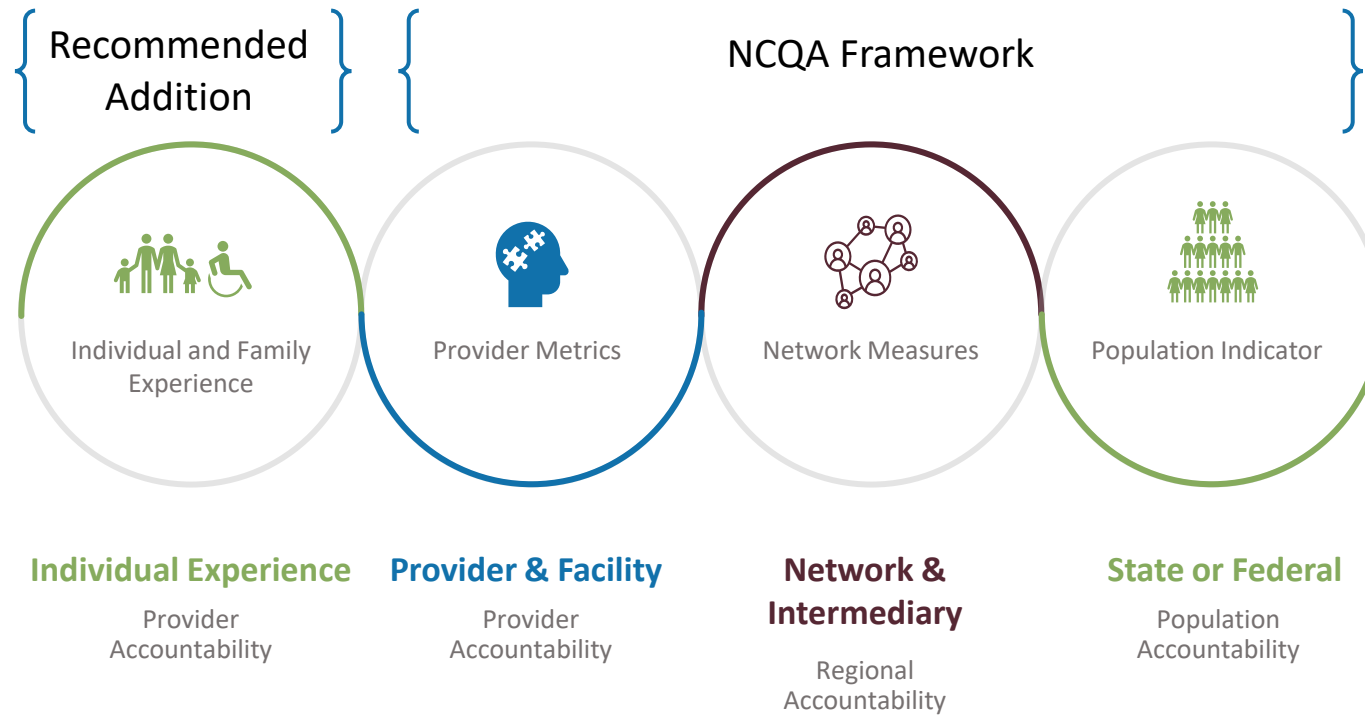 Recommended
Addition
NCQA Framework
Individual and Family
Experience
Provider Metrics
Network Measures
Population Indicator
Individual Experience
Provider
Accountability
Provider & Facility
Provider
Accountability
Network &
Intermediary
Regional
Accountability
State or Federal
Population
Accountability